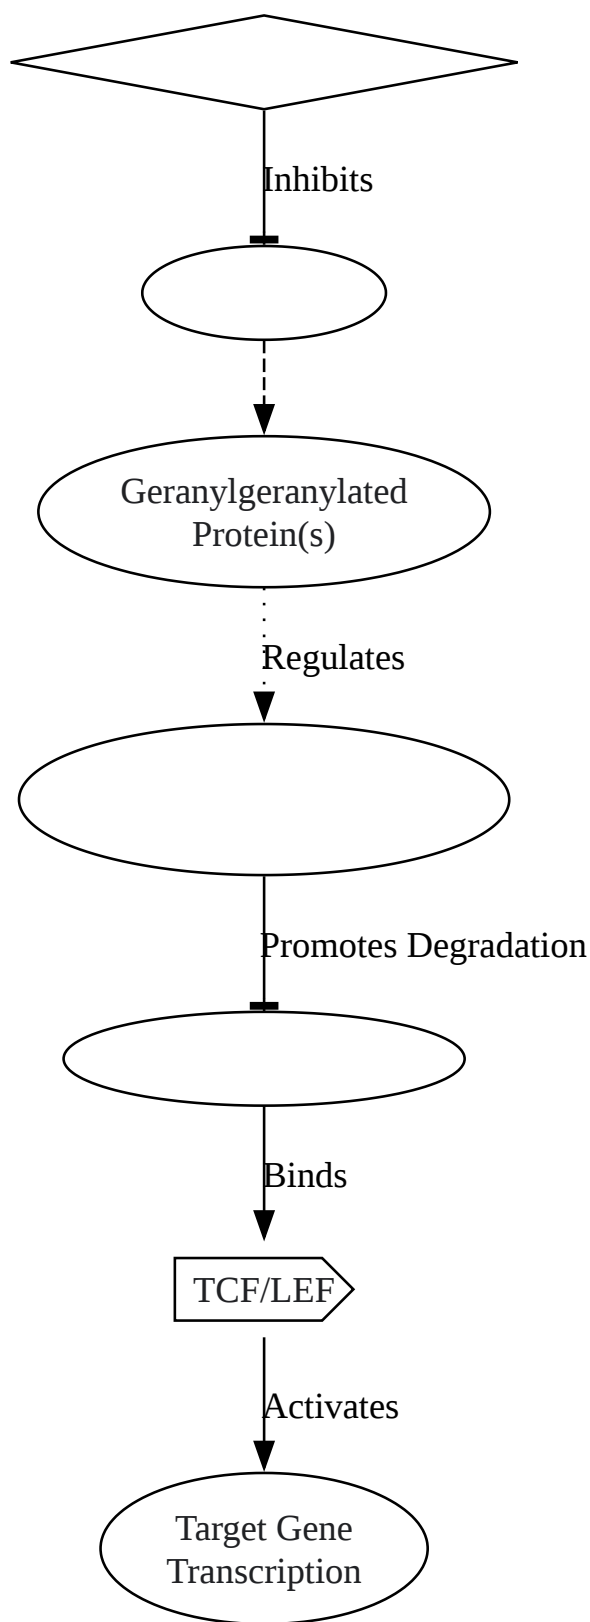 Inhibits
Geranylgeranylated
Protein(s)
Regulates
Promotes Degradation
Binds
TCF/LEF
Activates
Target Gene
Transcription